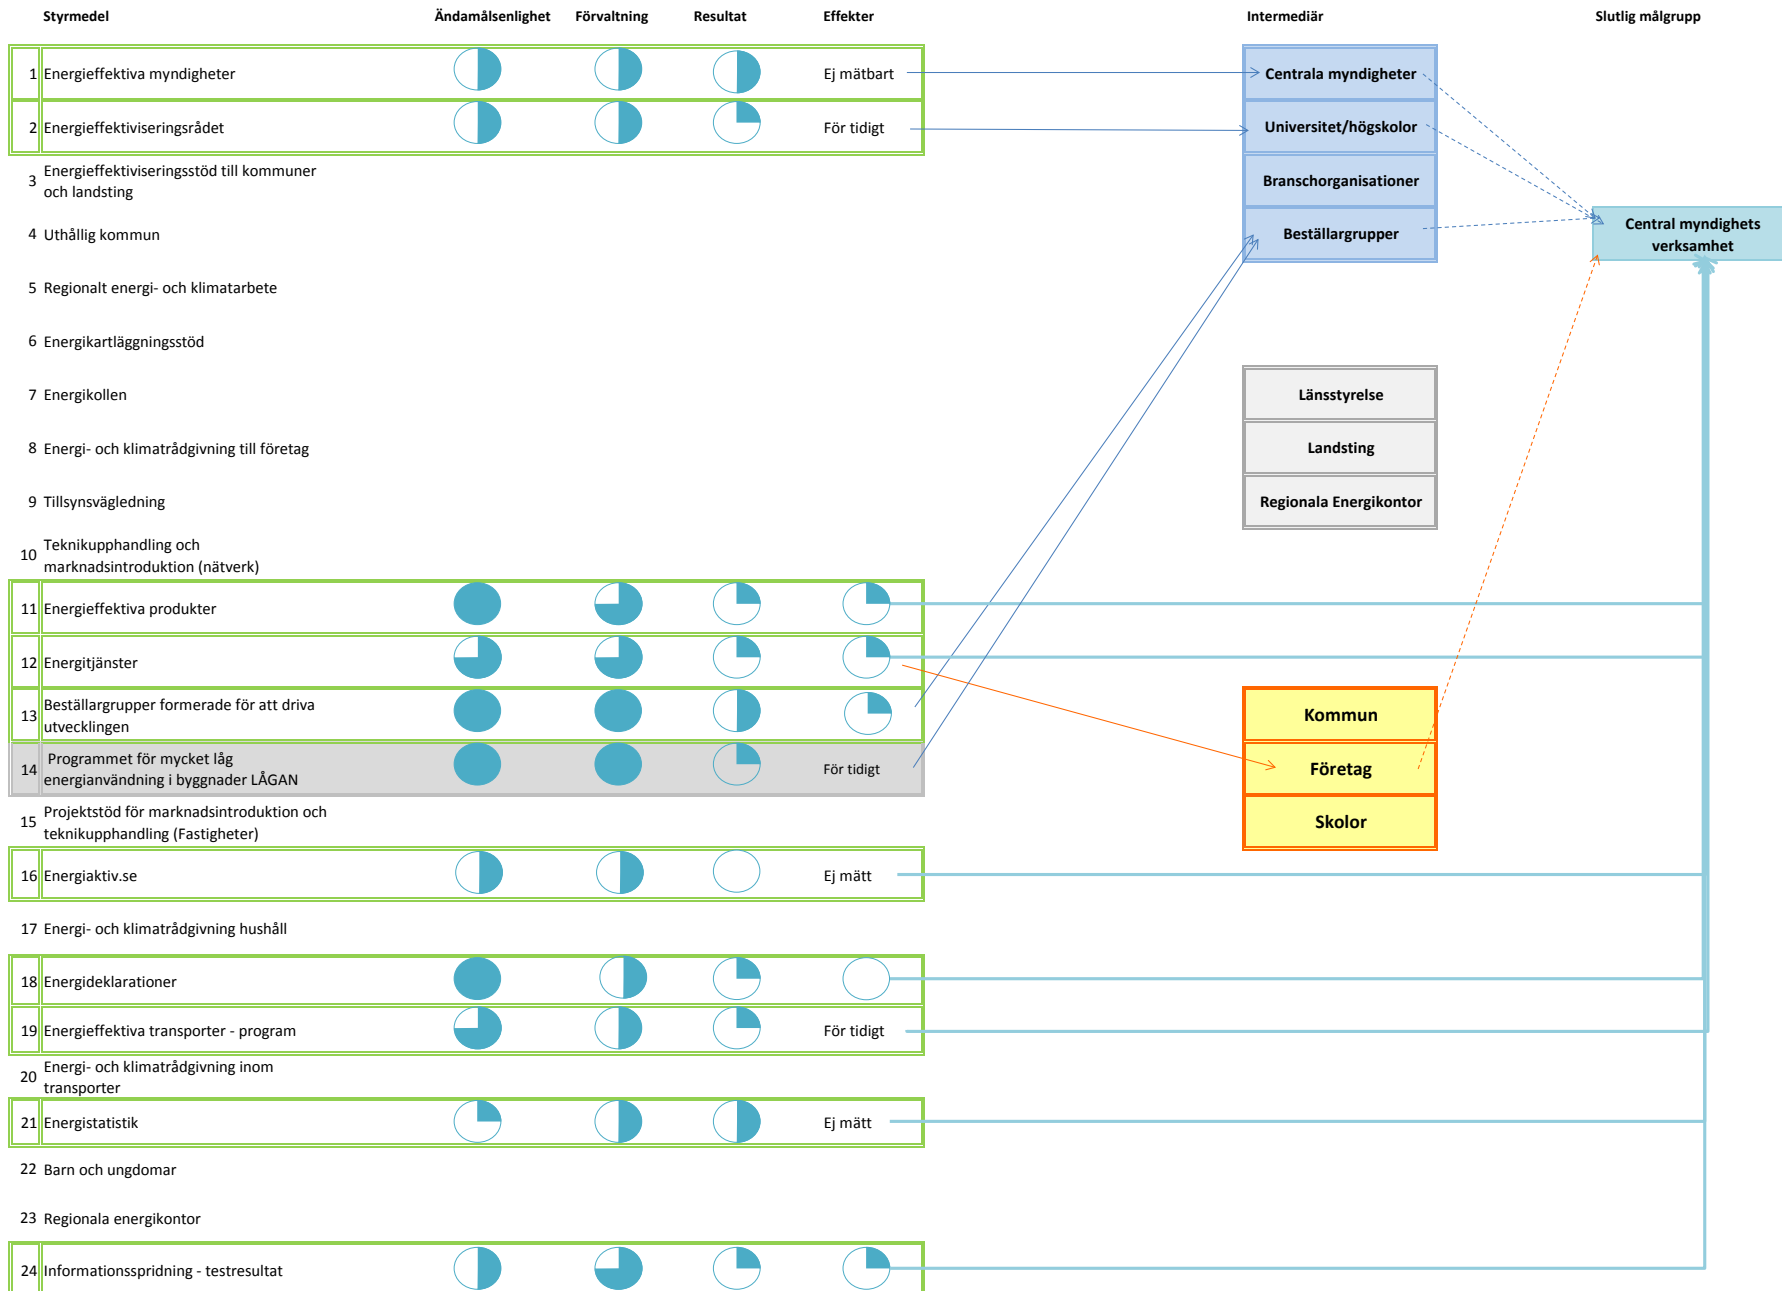 Styrmedel Ändamålsenlighet Förvaltning Resultat Effekter Intermediär Slutlig målgrupp
1 Energieffektiva myndigheter Ej mätbart Centrala myndigheter
2 Energieffektiviseringsrådet För tidigt Universitet/högskolor
3 Energieffektiviseringsstöd till kommuner
och landsting
Branschorganisationer
4 Uthållig kommun Beställargrupper
Central myndighets
verksamhet
5 Regionalt energi- och klimatarbete
6 Energikartläggningsstöd
7 Energikollen Länsstyrelse
8 Energi- och klimatrådgivning till företag Landsting
9 Tillsynsvägledning Regionala Energikontor
10 Teknikupphandling och
marknadsintroduktion (nätverk)
11 Energieffektiva produkter
12 Energitjänster
13 Beställargrupper formerade för att driva
utvecklingen
Kommun
14 Programmet för mycket låg
energianvändning i byggnader LÅGAN
För tidigt Företag
15 Projektstöd för marknadsintroduktion och
teknikupphandling (Fastigheter)
Skolor
16 Energiaktiv.se Ej mätt
17 Energi- och klimatrådgivning hushåll
18 Energideklarationer
19 Energieffektiva transporter - program För tidigt
20 Energi- och klimatrådgivning inom
transporter
21 Energistatistik Ej mätt
22 Barn och ungdomar
23 Regionala energikontor
24 Informationsspridning - testresultat